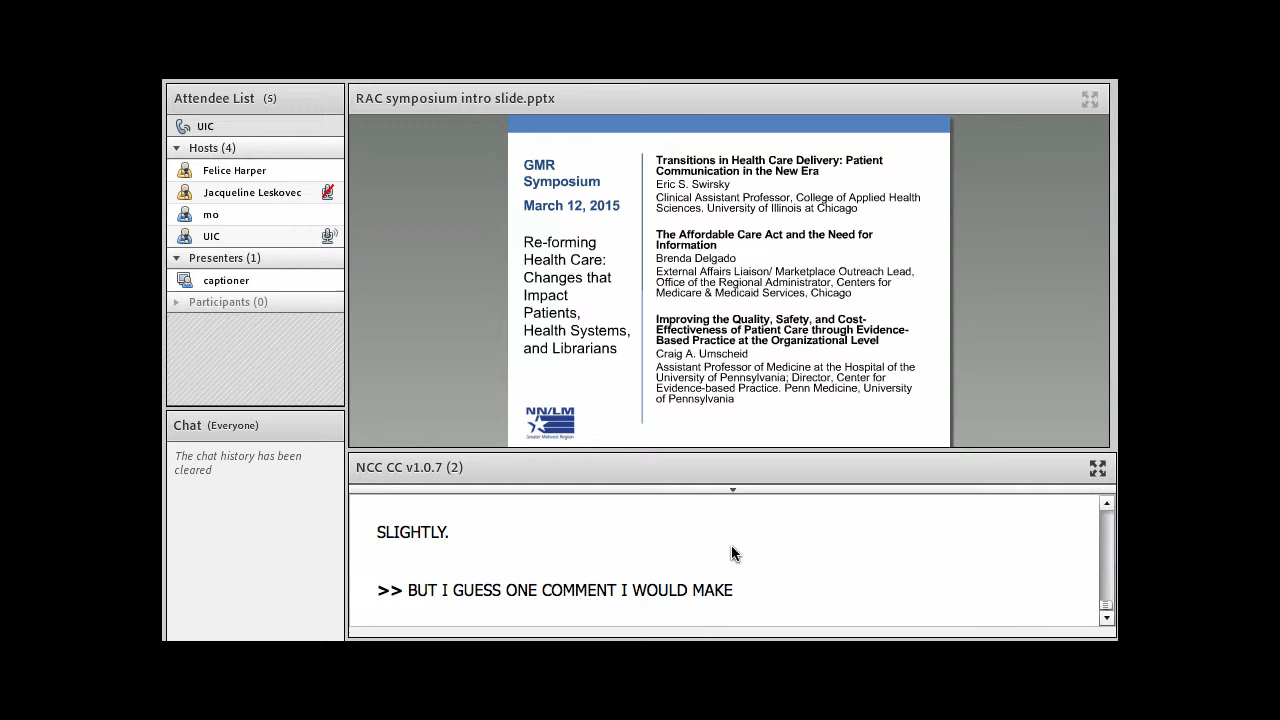 Attendee List (5)
UIC
Hosts (4)
Felice Harper
Jacqueline Leskovec
mo
UIC
Presenters (1)
captioner
Participants (0)
Chat (Everyone)
The chat history has been
cleared
RAC symposium intro slide.pptx
GMR
Symposium
March 12, 2015
Re-forming
Health Care:
Changes that
Impact
Patients,
Health Systems,
and Librarians
NN/LM
Greater Midwest Region
Transitions in Health Care Delivery: Patient
Communication in the New Era
Eric S. Swirsky
Clinical Assistant Professor, College of Applied Health
Sciences. University of Illinois at Chicago
The Affordable Care Act and the Need for
Information
Brenda Delgado
External Affairs Liaison/ Marketplace Outreach Lead,
Office of the Regional Administrator, Centers for
Medicare & Medicaid Services, Chicago
Improving the Quality, Safety, and Cost-
Effectiveness of Patient Care through Evidence-
Based Practice at the Organizational Level
Craig A. Umscheid
Assistant Professor of Medicine at the Hospital of the
University of Pennsylvania; Director, Center for
Evidence-based Practice. Penn Medicine, University
of Pennsylvania
NCC CC v1.0.7 (2)
SLIGHTLY.
>> BUT I GUESS ONE COMMENT I WOULD MAKE